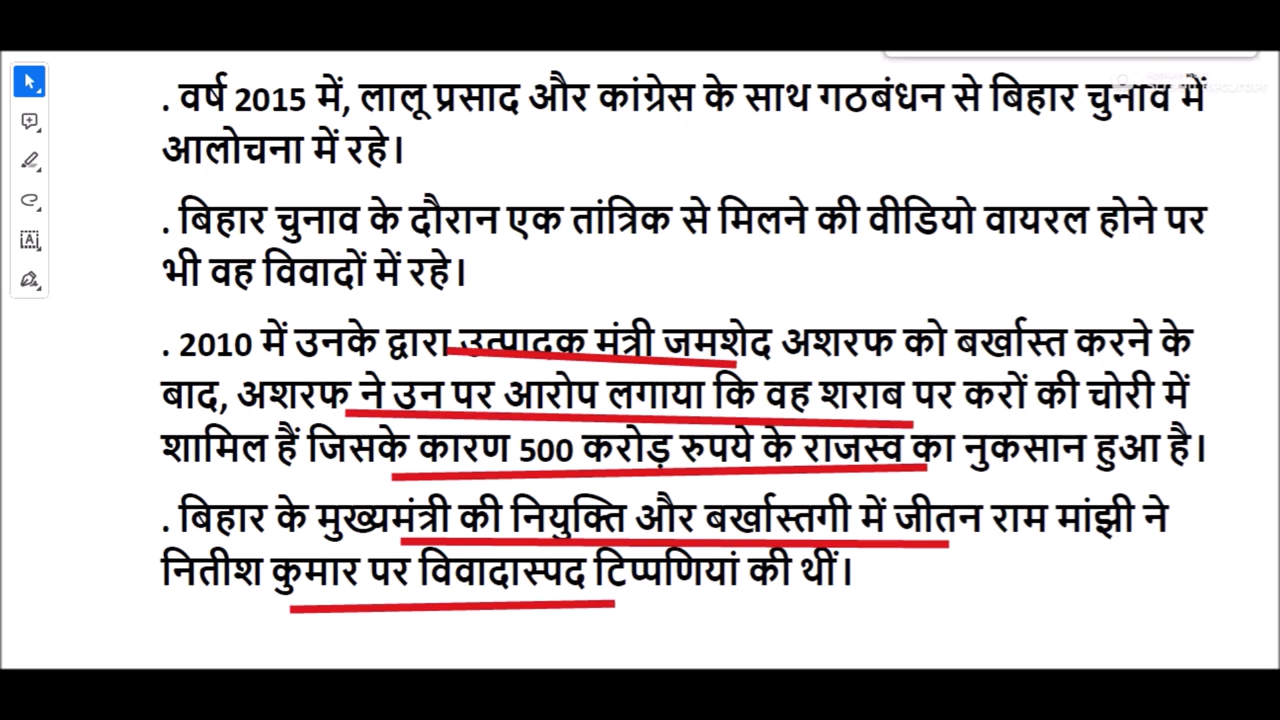 . वर्ष 2015 में, लालू प्रसाद और कांग्रेस के साथ गठबंधन से बिहार चुनाव में
आलोचना में रहे।
. बिहार चुनाव के दौरान एक तांत्रिक से मिलने की वीडियो वायरल होने पर
भी वह विवादों में रहे।
. 2010 में उनके द्वारा उत्पादक मंत्री जमशेद अशरफ को बर्खास्त करने के
बाद, अशरफ ने उन पर आरोप लगाया कि वह शराब पर करों की चोरी में
शामिल हैं जिसके कारण 500 करोड़ रुपये के राजस्व का नुकसान हुआ है।
. बिहार के मुख्यमंत्री की नियुक्ति और बर्खास्तगी में जीतन राम मांझी ने
नितीश कुमार पर विवादास्पद टिप्पणियां की थीं।